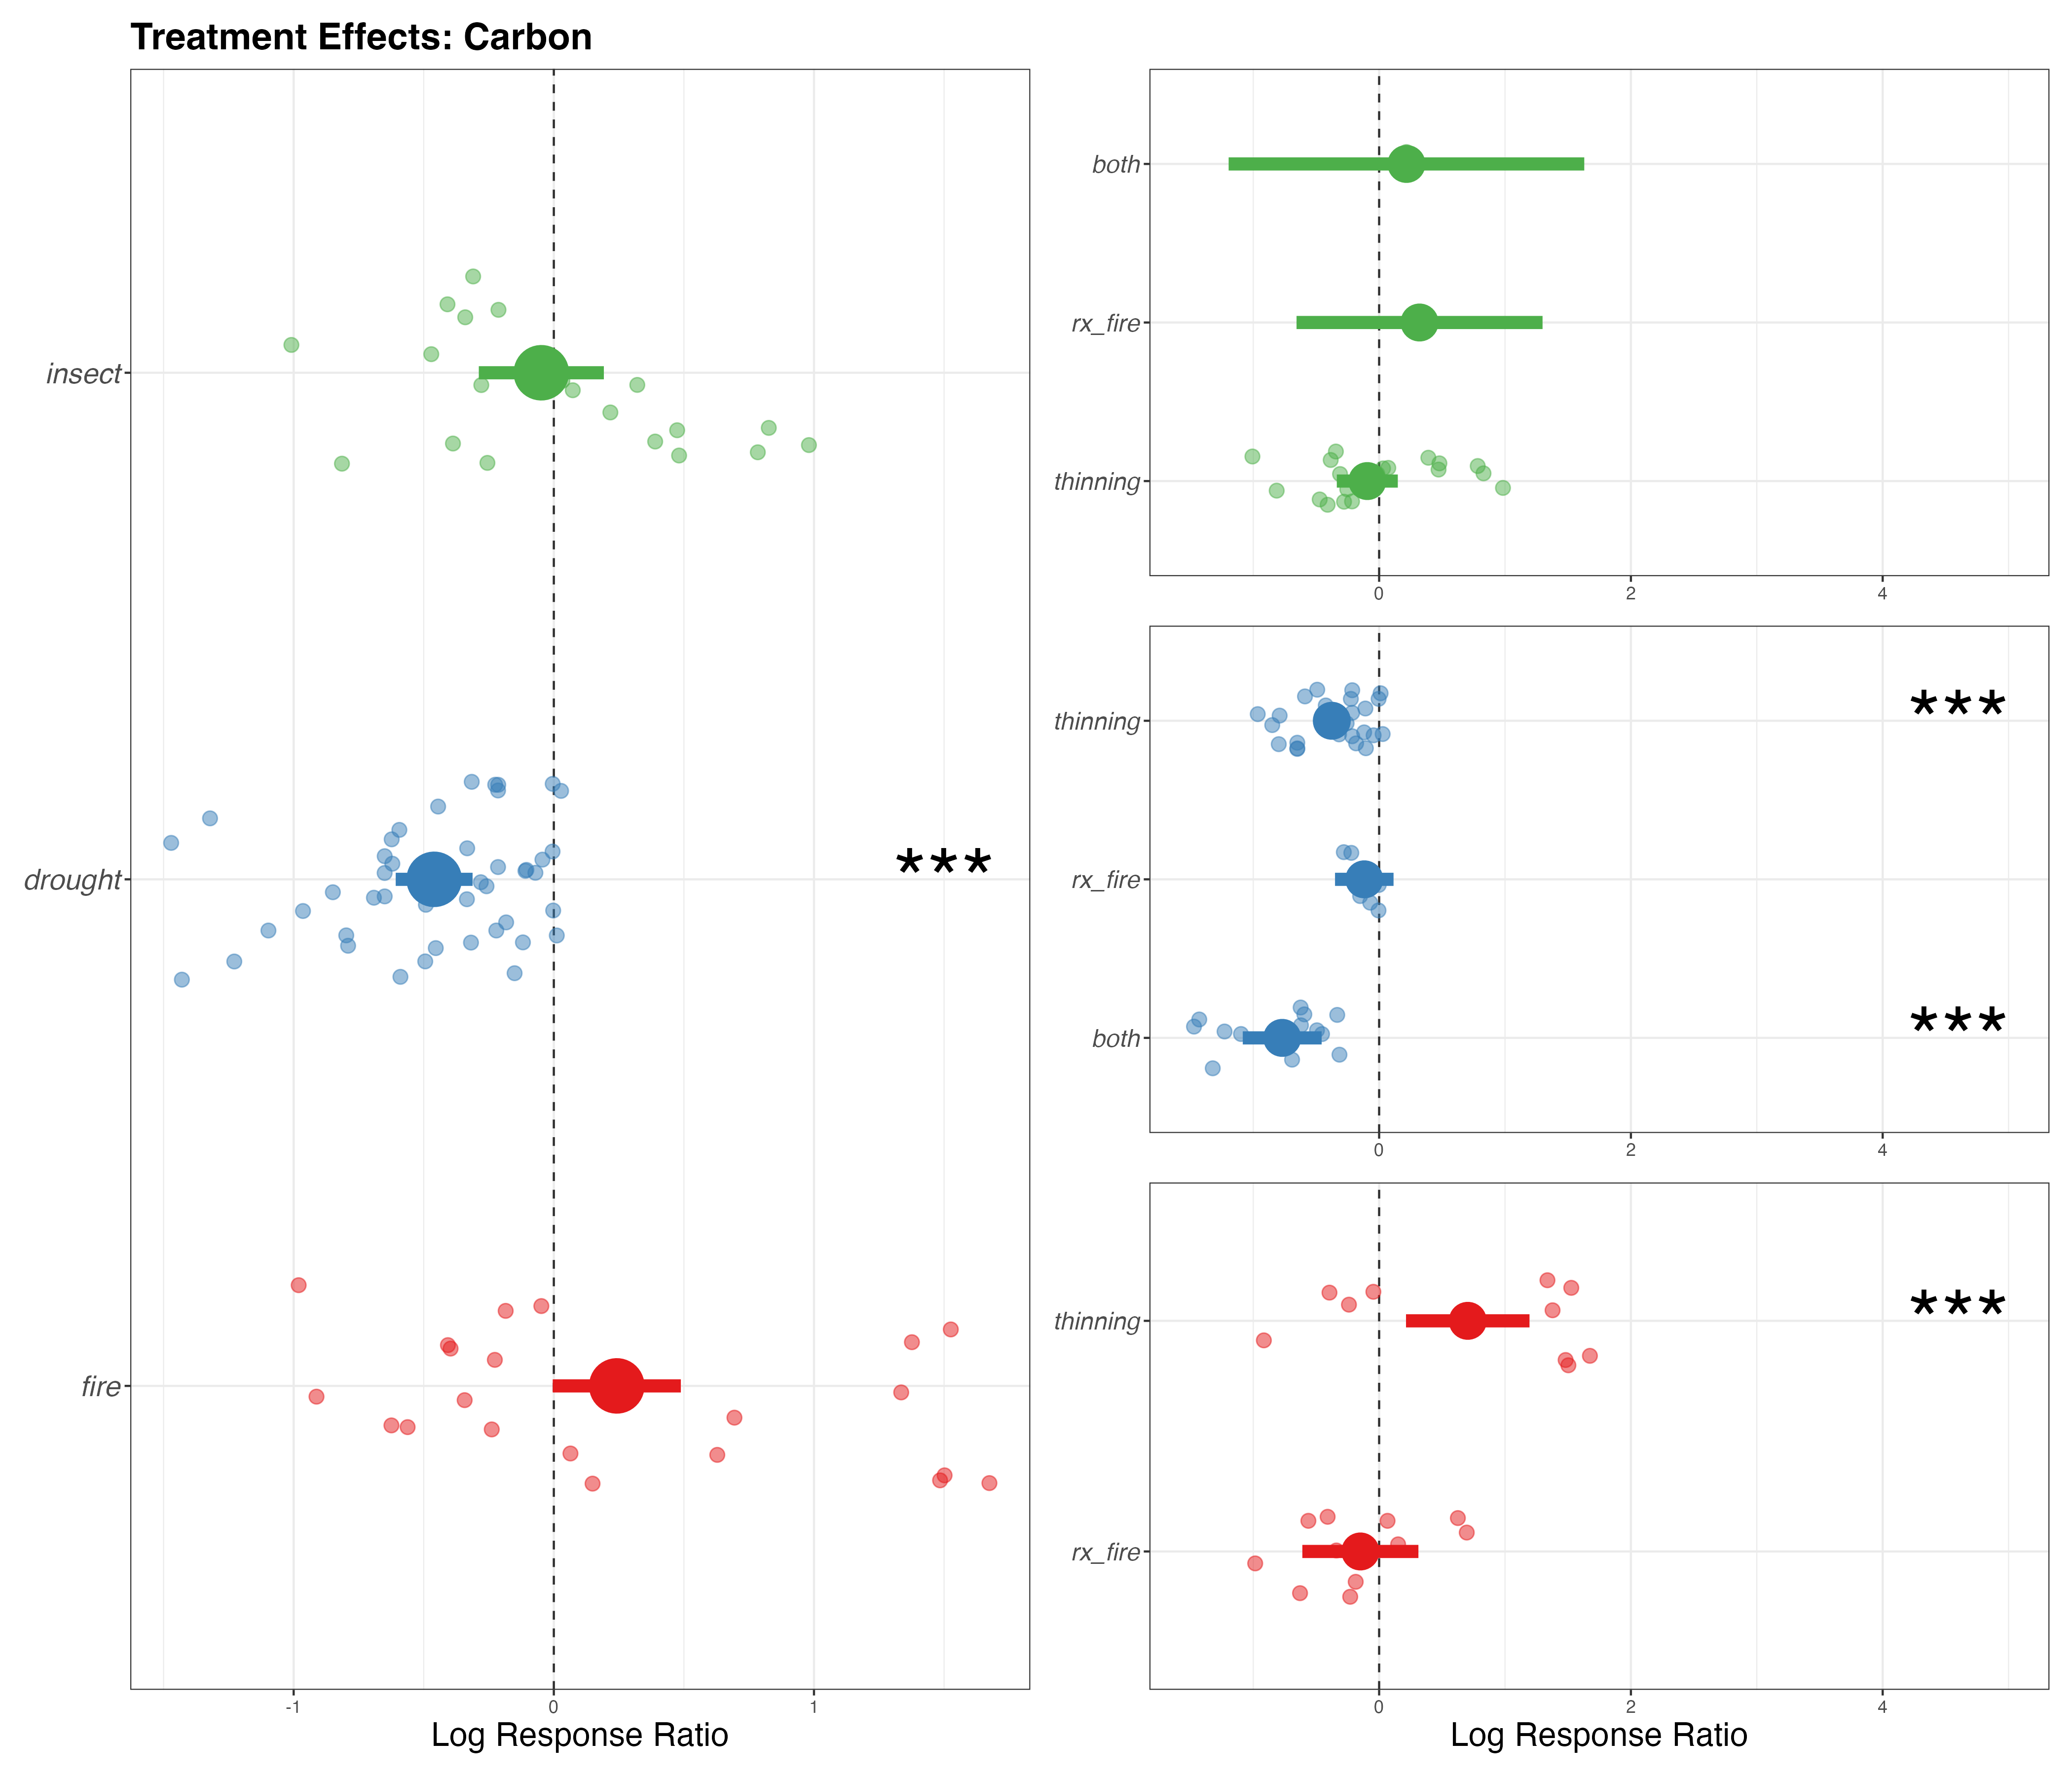 Treatment Effects: Carbon
insect
drought
***
fire
-1 0 1
Log Response Ratio
both
rx_fire
thinning
0 2 4
thinning
***
rx_fire
both
***
0 2 4
thinning
***
rx_fire
0 2 4
Log Response Ratio